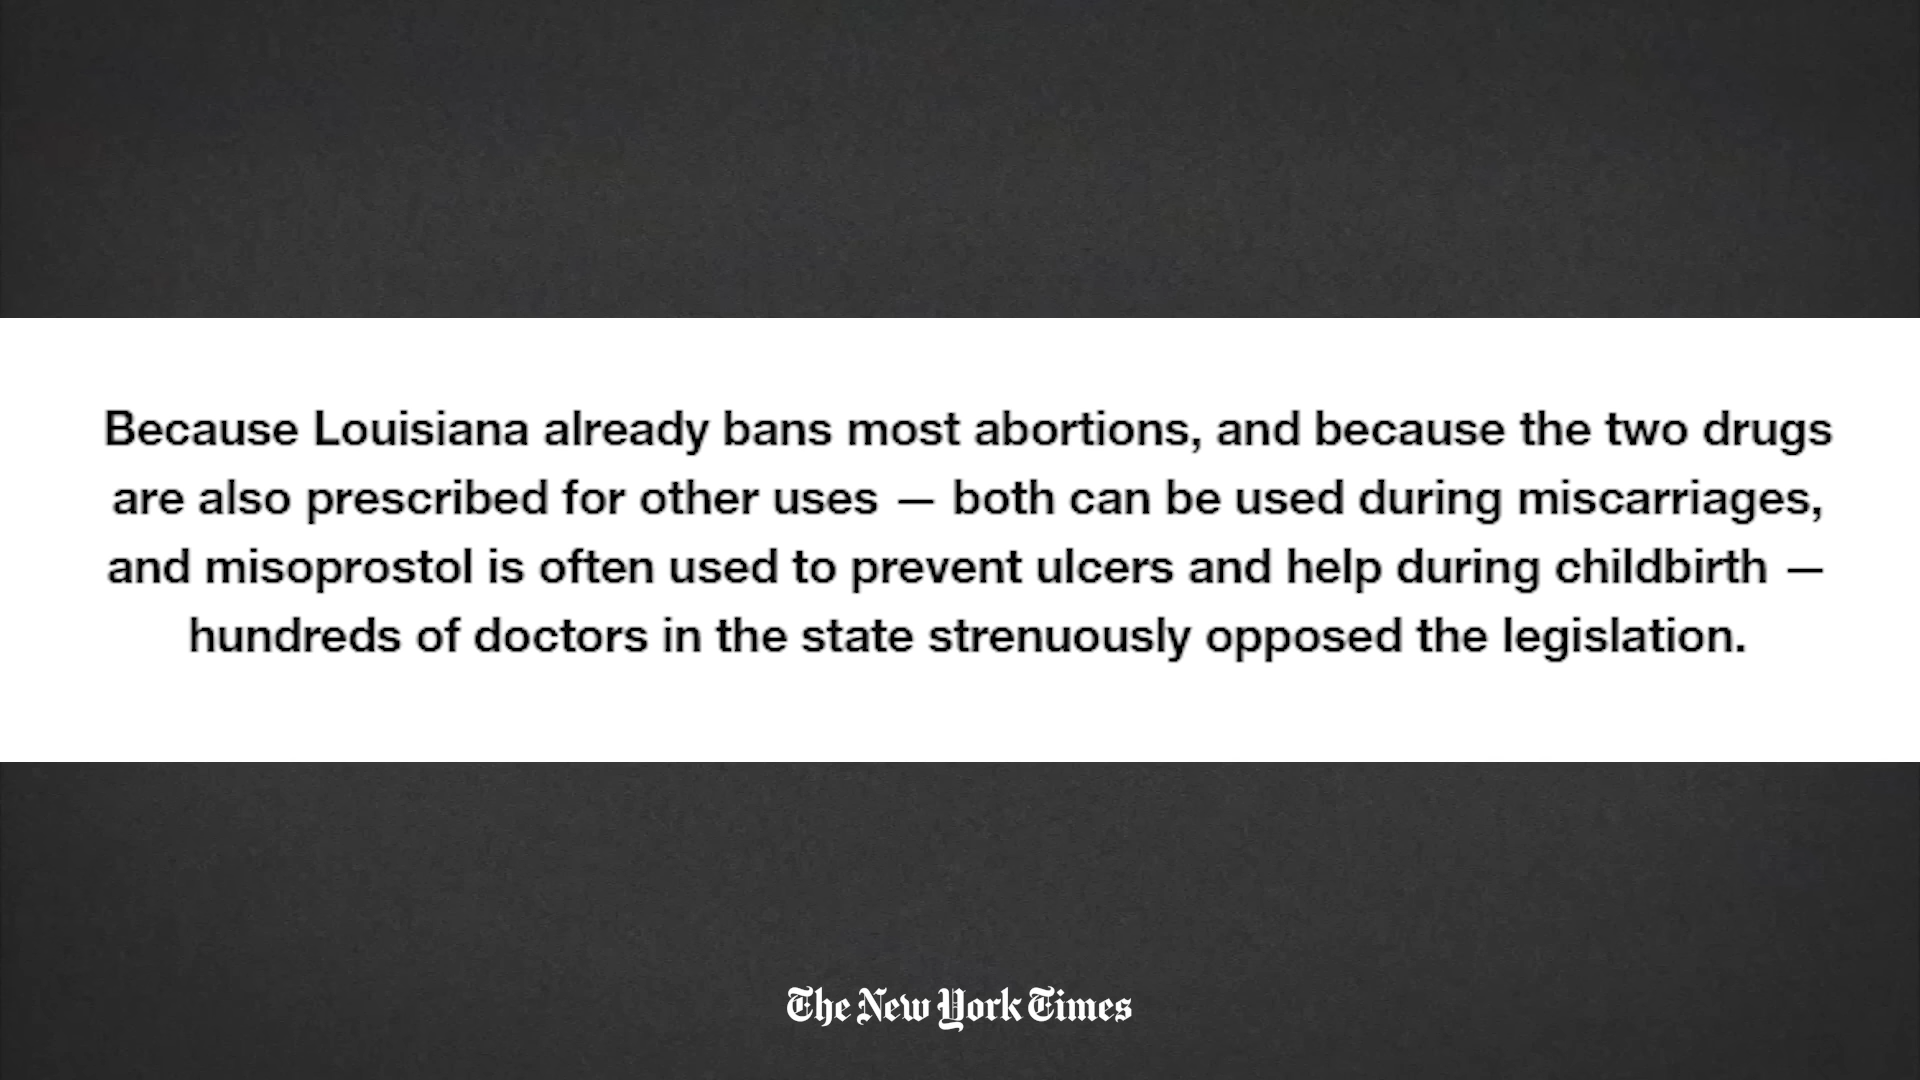 Because Louisiana already bans most abortions, and because the two drugs
are also prescribed for other uses — both can be used during miscarriages,
and misoprostol is often used to prevent ulcers and help during childbirth —
hundreds of doctors in the state strenuously opposed the legislation.
The New York Times